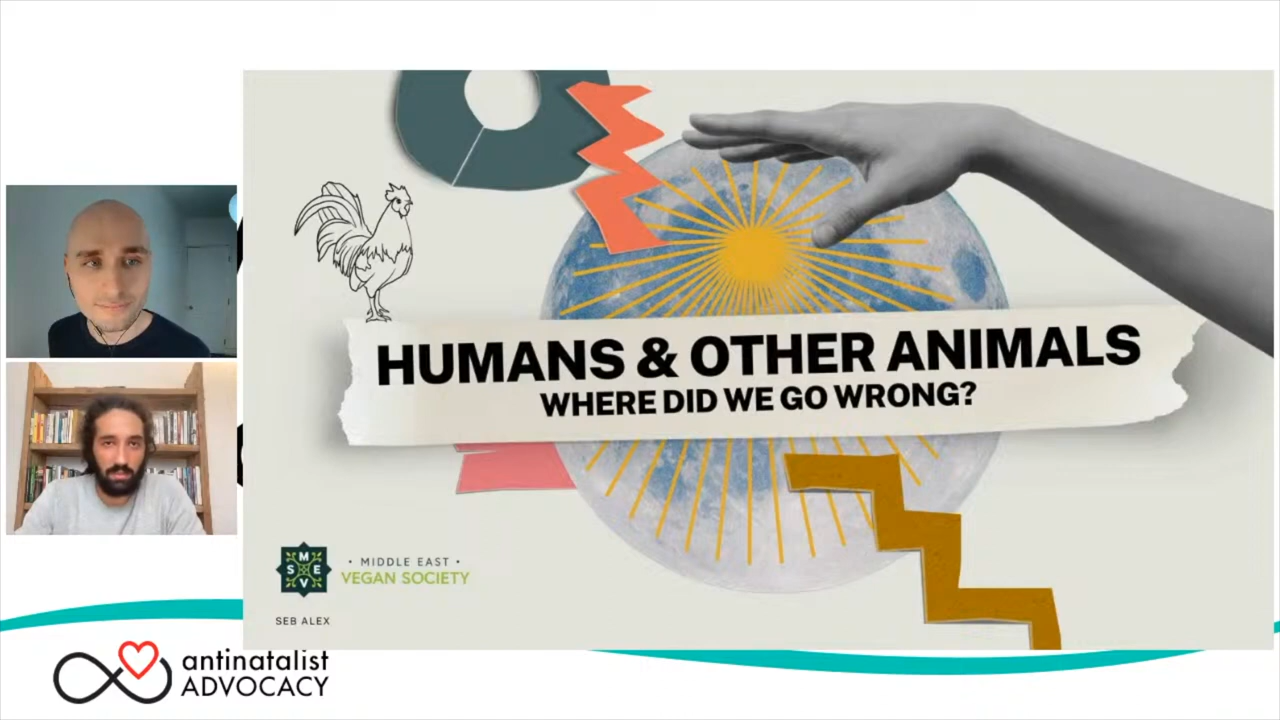 HUMANS & OTHER ANIMALS
WHERE DID WE GO WRONG?
M
S E
V
• MIDDLE EAST •
VEGAN SOCIETY
SEB ALEX
antinatalist
ADVOCACY